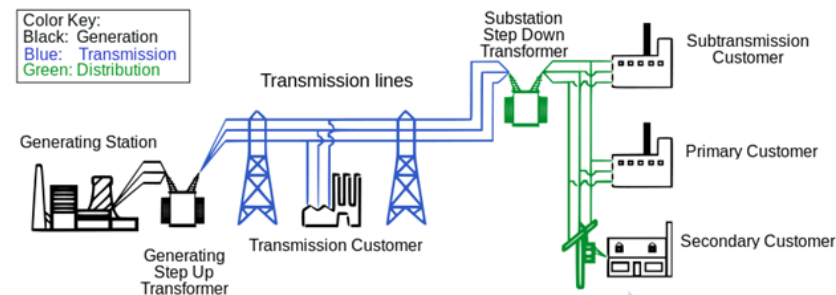 Color Key:
Black: Generation
Blue: Transmission
Green: Distribution
Substation
Step Down
Transformer
Subtransmission
Customer
Transmission lines
Generating Station
Primary Customer
Transmission Customer
Secondary Customer
Generating
Step Up
Transformer